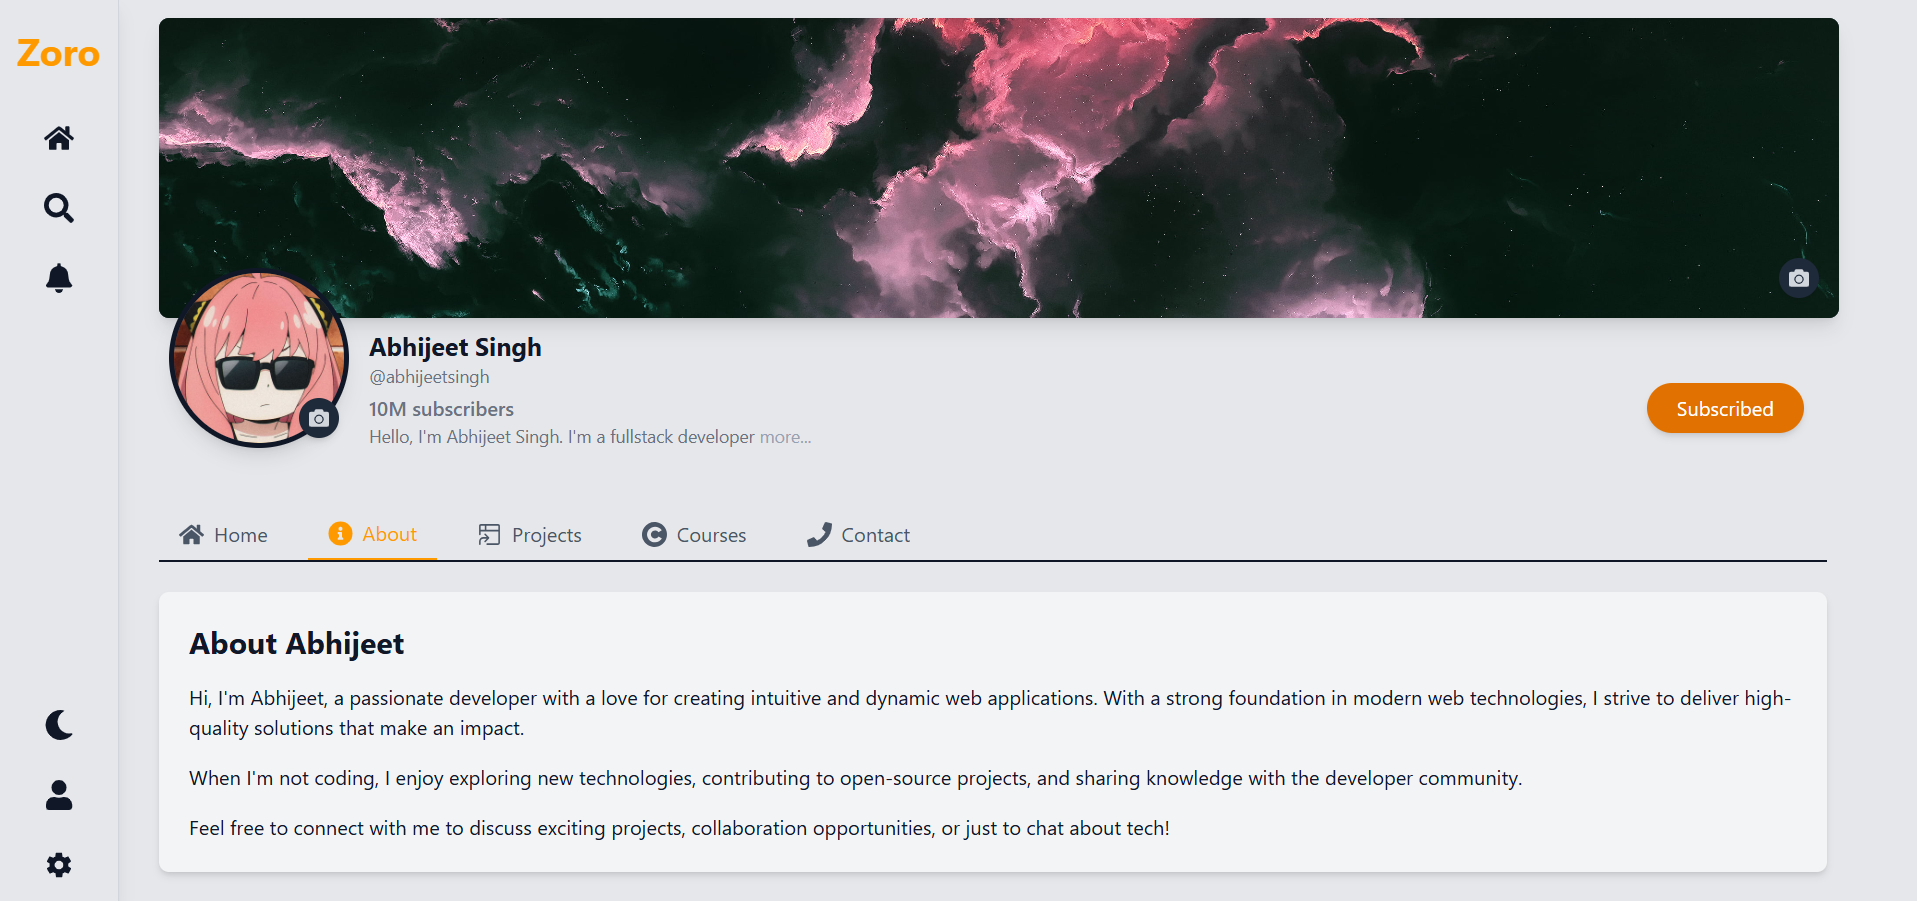 Zoro
Abhijeet Singh
@abhijeetsingh
10M subscribers
Hello, I'm Abhijeet Singh. I'm a fullstack developer more...
Subscribed
Home About Projects Courses Contact
About Abhijeet
Hi, I'm Abhijeet, a passionate developer with a love for creating intuitive and dynamic web applications. With a strong foundation in modern web technologies, I strive to deliver high-
quality solutions that make an impact.
When I'm not coding, I enjoy exploring new technologies, contributing to open-source projects, and sharing knowledge with the developer community.
Feel free to connect with me to discuss exciting projects, collaboration opportunities, or just to chat about tech!